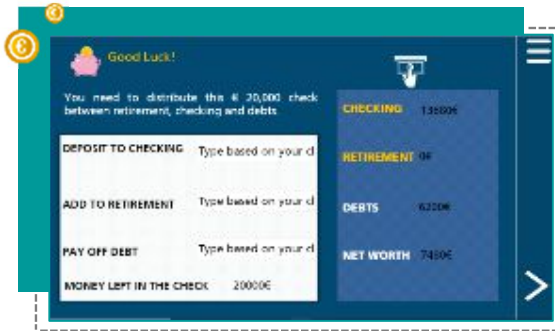 Good Luck!
You need to distribute this € 20,000 check
between retirement, checking and debts.
DEPOSIT TO CHECKING Type based on your cl
ADD TO RETIREMENT Type based on your cl
PAY OFF DEBT Type based on your cl
MONEY LEFT IN THE CHECK 20000€
CHECKING 13680€
RETIREMENT 0€
DEBTS 6200€
NET WORTH 7480€